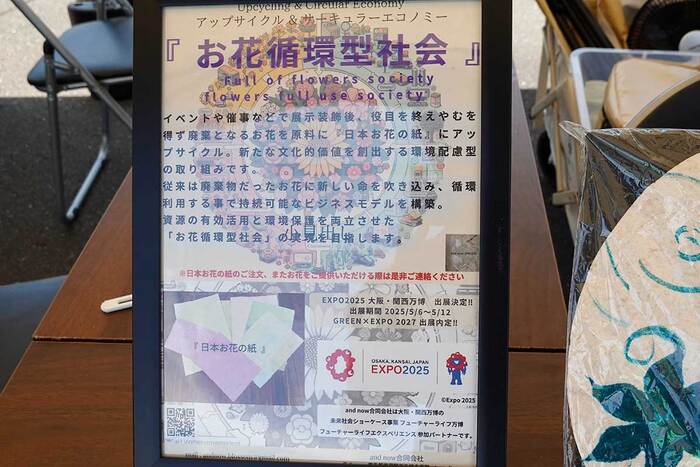 Upcycling & Circular Economy
アップサイクル＆サーキュラーエコノミー
『 お花循環型社会 』
Full of flowers society
flowers full use society
イベントや催事などで展示装飾後、役目を終えやむを
得ず廃棄となるお花を原料に『日本お花の紙』にアッ
プサイクル。新たな文化的価値を創出する環境配慮型
の取り組みです。
従来は廃棄物だったお花に新しい命を吹き込み、循環
利用する事で持続可能なビジネスモデルを構築。
資源の有効活用と環境保護を両立させた
「お花循環型社会」の実現を目指します。
※日本お花の紙のご注文、またお花をご提供いただける際は是非ご連絡ください
EXPO2025 大阪・関西万博 出展決定!!
出展期間 2025/5/6～5/12
GREEN×EXPO 2027 出展内定!!
『 日本お花の紙 』
OSAKA, KANSAI, JAPAN
EXPO2025
©Expo 2025
and now合同会社は大阪・関西万博の
未来社会ショーケース事業 フューチャーライフ万博
フューチャーライフエクスペリエンス 参加パートナーです。
and now合同会社